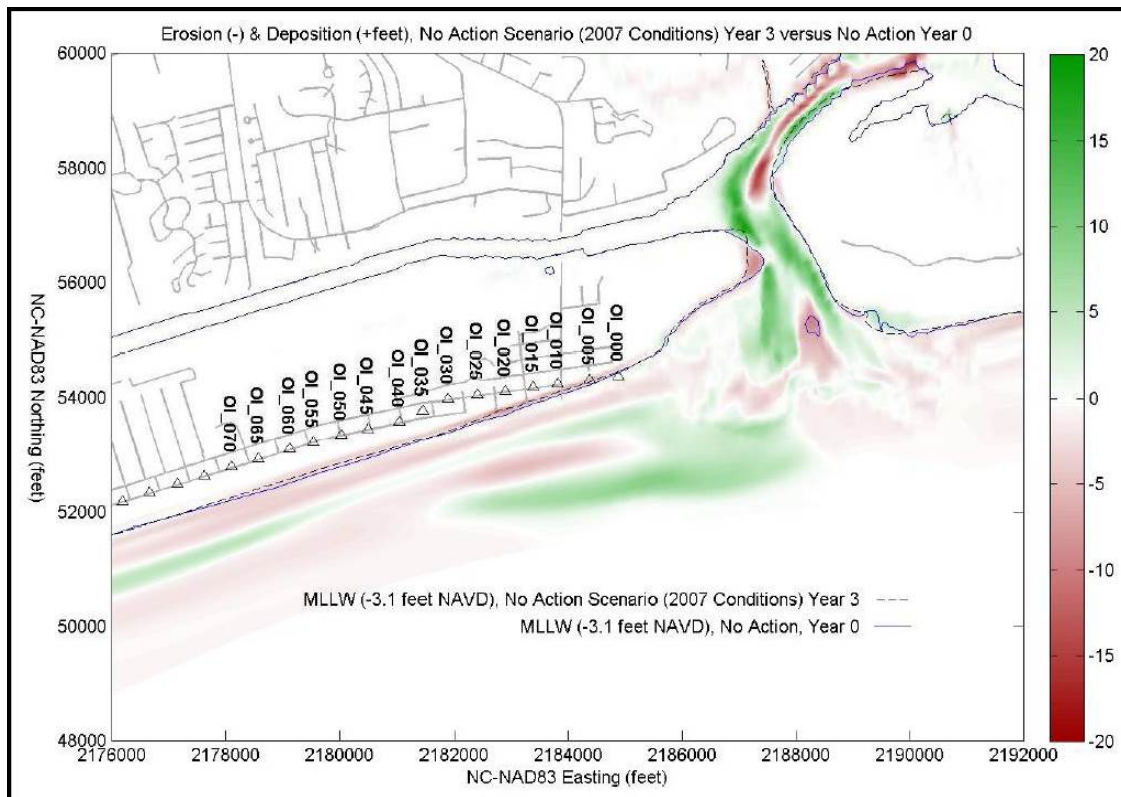 Erosion (-) & Deposition (+feet), No Action Scenario (2007 Conditions) Year 3 versus No Action Year 0
60000
58000
56000
54000
52000
50000
48000
NC-NAD83 Northing (feet)
OI_070
OI_065
OI_060
OI_055
OI_050
OI_045
OI_040
OI_035
OI_030
OI_025
OI_020
OI_015
OI_010
OI_005
OI_000
MLLW (-3.1 feet NAVD), No Action Scenario (2007 Conditions) Year 3
MLLW (-3.1 feet NAVD), No Action, Year 0
2176000 2178000 2180000 2182000 2184000 2186000 2188000 2190000 2192000
NC-NAD83 Easting (feet)
20
15
10
5
0
-5
-10
-15
-20